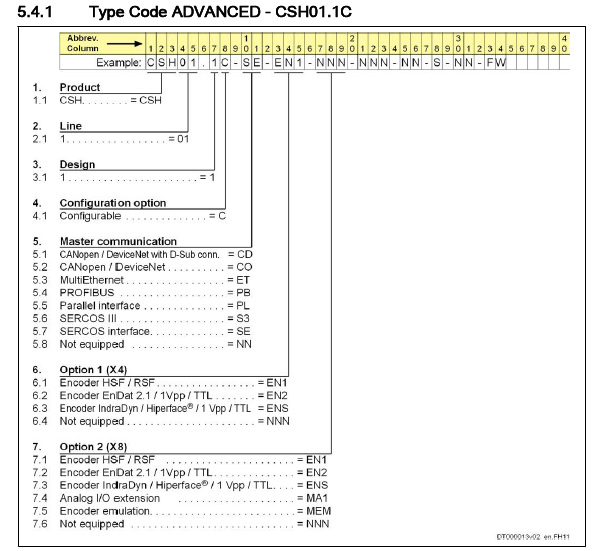 5.4.1 Type Code ADVANCED - CSH01.1C
Abbrev. 1 2 3 4
Column 1 2 3 4 5 6 7 8 9 0 1 2 3 4 5 6 7 8 9 0 1 2 3 4 5 6 7 8 9 0 1 2 3 4 5 6 7 8 9 0
Example: CSH01.1C-SE-EN1-NNN-NNN-NN-S-NN-FW
1. Product
1.1 CSH. . . . . . . . = CSH
2. Line
2.1 1. . . . . . . . . . . . . . . . . = 01
3. Design
3.1 1. . . . . . . . . . . . . . . . . . . . . . = 1
4. Configuration option
4.1 Configurable . . . . . . . . . . . . . = C
5. Master communication
5.1 CANopen / DeviceNet with D-Sub conn. = CD
5.2 CANopen / DeviceNet . . . . . . . . . = CO
5.3 MultiEthernet . . . . . . . . . . . . . . . . = ET
5.4 PROFIBUS . . . . . . . . . . . . . . . . . = PB
5.5 Parallel interface . . . . . . . . . . . . . . = PL
5.6 SERCOS III . . . . . . . . . . . . . . . . . = S3
5.7 SERCOS interface. . . . . . . . . . . . . = SE
5.8 Not equipped . . . . . . . . . . . . . . . . = NN
6. Option 1 (X4)
6.1 Encoder HSF / RSF . . . . . . . . . . . . . . . = EN1
6.2 Encoder EnDat 2.1 / 1Vpp / TTL . . . . . . . = EN2
6.3 Encoder IndraDyn / Hiperface® / 1 Vpp / TTL = ENS
6.4 Not equipped . . . . . . . . . . . . . . . . . . . . = NNN
7. Option 2 (X8)
7.1 Encoder HSF / RSF . . . . . . . . . . . . . . . . . . . . . . = EN1
7.2 Encoder EnDat 2.1 / 1Vpp / TTL . . . . . . . . . . . . . . = EN2
7.3 Encoder IndraDyn / Hiperface® / 1 Vpp / TTL. . . . = ENS
7.4 Analog I/O extension . . . . . . . . . . . . . . . . . . . . = MA1
7.5 Encoder emulation. . . . . . . . . . . . . . . . . . . . . . . . = MEM
7.6 Not equipped . . . . . . . . . . . . . . . . . . . . . . . . . . . = NNN
DT000013v02_en.FH11